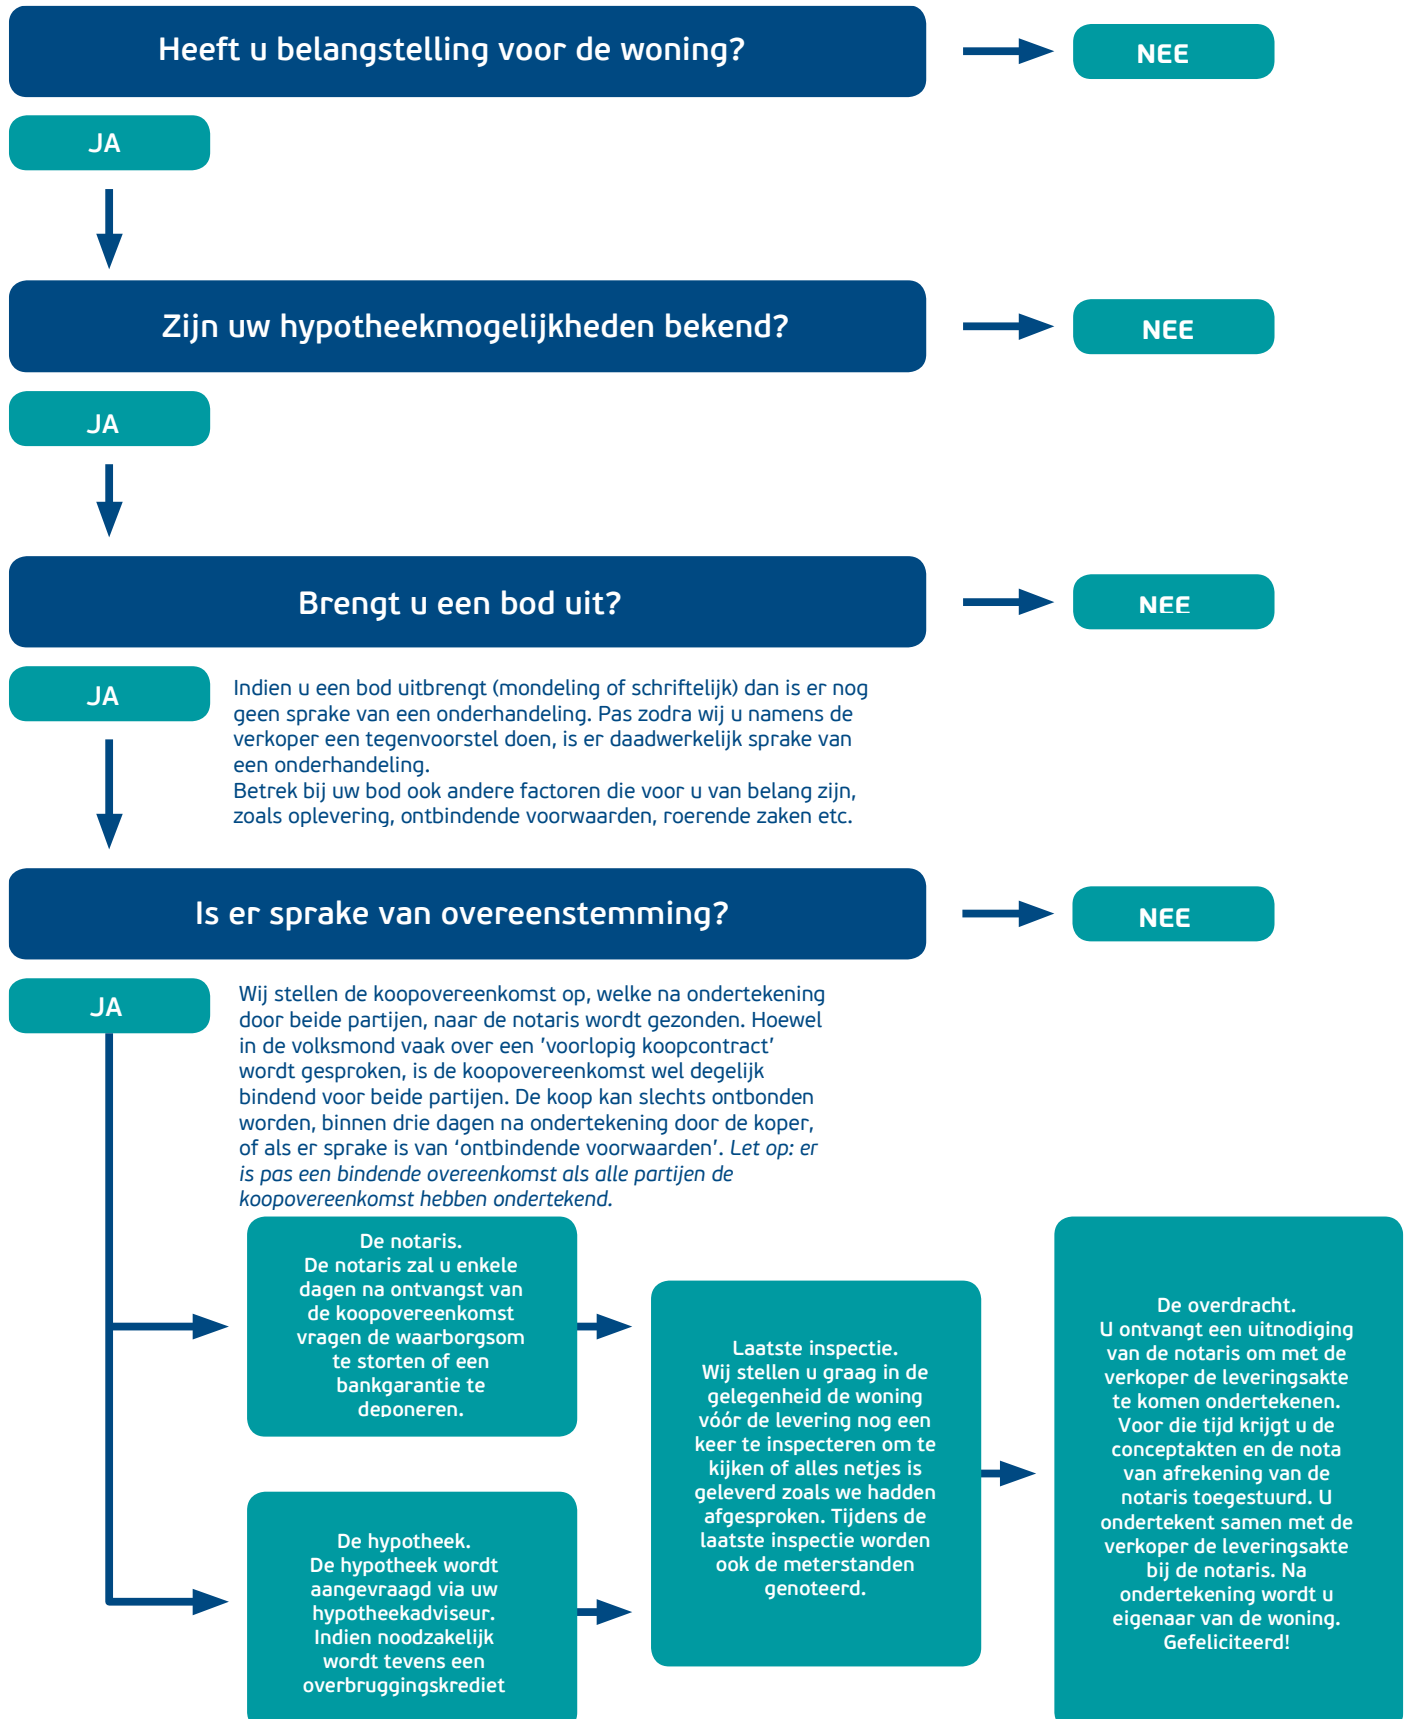 Heeft u belangstelling voor de woning?
NEE
JA
Zijn uw hypotheekmogelijkheden bekend?
NEE
JA
Brengt u een bod uit?
NEE
JA
Indien u een bod uitbrengt (mondeling of schriftelijk) dan is er nog
geen sprake van een onderhandeling. Pas zodra wij u namens de
verkoper een tegenvoorstel doen, is er daadwerkelijk sprake van
een onderhandeling.
Betrek bij uw bod ook andere factoren die voor u van belang zijn,
zoals oplevering, ontbindende voorwaarden, roerende zaken etc.
Is er sprake van overeenstemming?
NEE
JA
Wij stellen de koopovereenkomst op, welke na ondertekening
door beide partijen, naar de notaris wordt gezonden. Hoewel
in de volksmond vaak over een 'voorlopig koopcontract'
wordt gesproken, is de koopovereenkomst wel degelijk
bindend voor beide partijen. De koop kan slechts ontbonden
worden, binnen drie dagen na ondertekening door de koper,
of als er sprake is van ‘ontbindende voorwaarden’. Let op: er
is pas een bindende overeenkomst als alle partijen de
koopovereenkomst hebben ondertekend.
De notaris.
De notaris zal u enkele
dagen na ontvangst van
de koopovereenkomst
vragen de waarborgsom
te storten of een
bankgarantie te
deponeren.
De hypotheek.
De hypotheek wordt
aangevraagd via uw
hypotheekadviseur.
Indien noodzakelijk
wordt tevens een
overbruggingskrediet
Laatste inspectie.
Wij stellen u graag in de
gelegenheid de woning
vóór de levering nog een
keer te inspecteren om te
kijken of alles netjes is
geleverd zoals we hadden
afgesproken. Tijdens de
laatste inspectie worden
ook de meterstanden
genoteerd.
De overdracht.
U ontvangt een uitnodiging
van de notaris om met de
verkoper de leveringsakte
te komen ondertekenen.
Voor die tijd krijgt u de
conceptakten en de nota
van afrekening van de
notaris toegestuurd. U
ondertekent samen met de
verkoper de leveringsakte
bij de notaris. Na
ondertekening wordt u
eigenaar van de woning.
Gefeliciteerd!